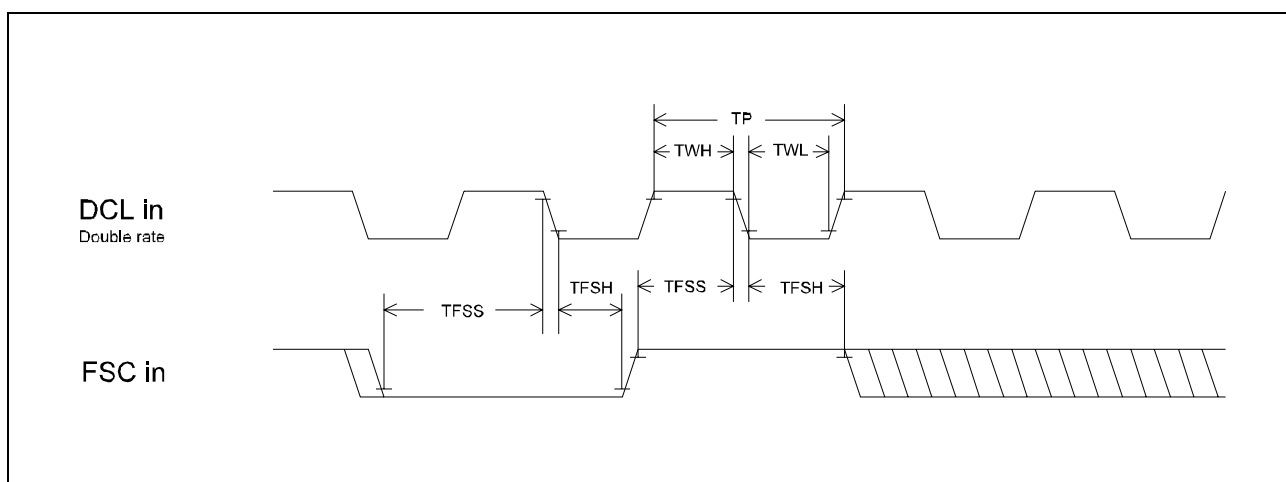 TP
TWH
TWL
DCL in
Double rate
TFSS
TFSH
TFSS
TFSH
FSC in